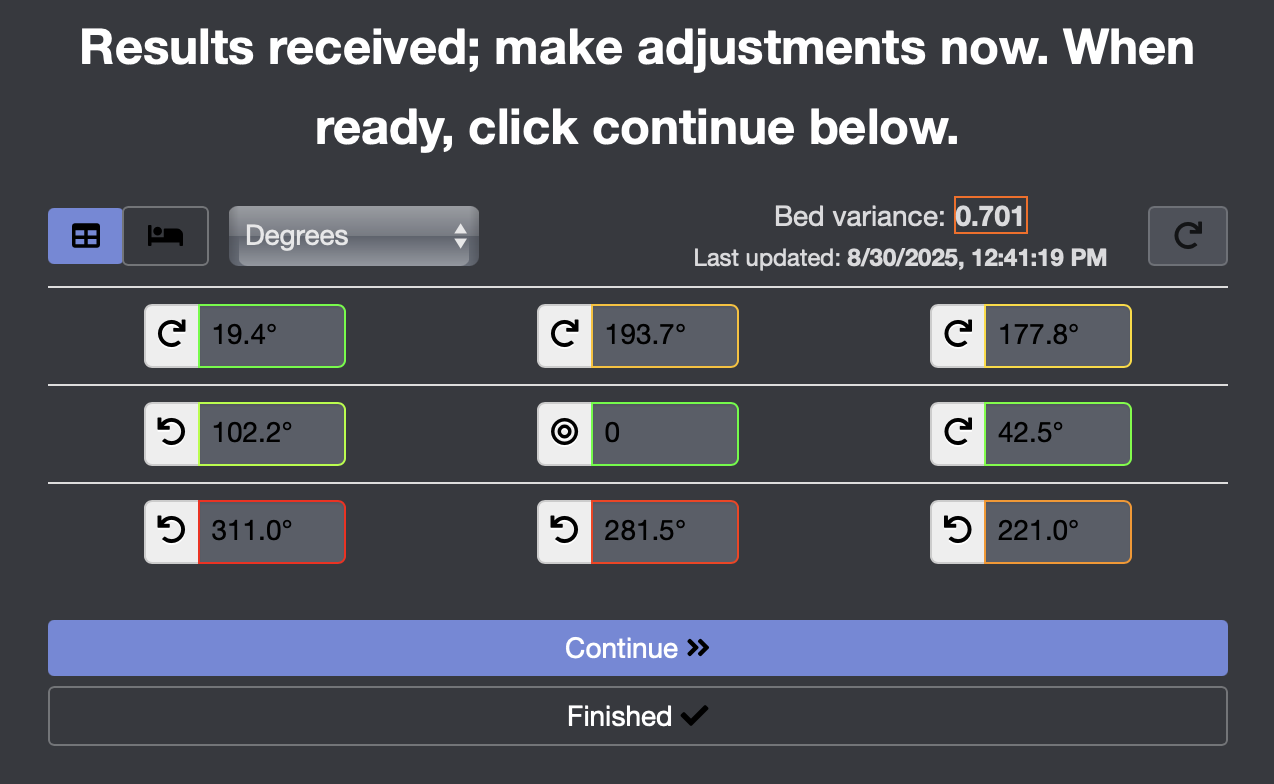 Results received; make adjustments now. When
ready, click continue below.
Degrees
Bed variance: 0.701
Last updated: 8/30/2025, 12:41:19 PM
19.4° 193.7° 177.8°
102.2° 0 42.5°
311.0° 281.5° 221.0°
Continue
Finished